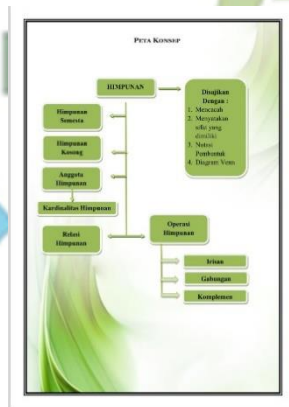 PETA KONSEP
HIMPUNAN
Disajikan
Dengan :
1. Mencacah
2. Menyatakan
sifat yang
dimiliki
3. Notasi
Pembentuk
4. Diagram Venn
Himpunan
Semesta
Himpunan
Kosong
Anggota
Himpunan
Kardinalitas Himpunan
Relasi
Himpunan
Operasi
Himpunan
Irisan
Gabungan
Komplemen